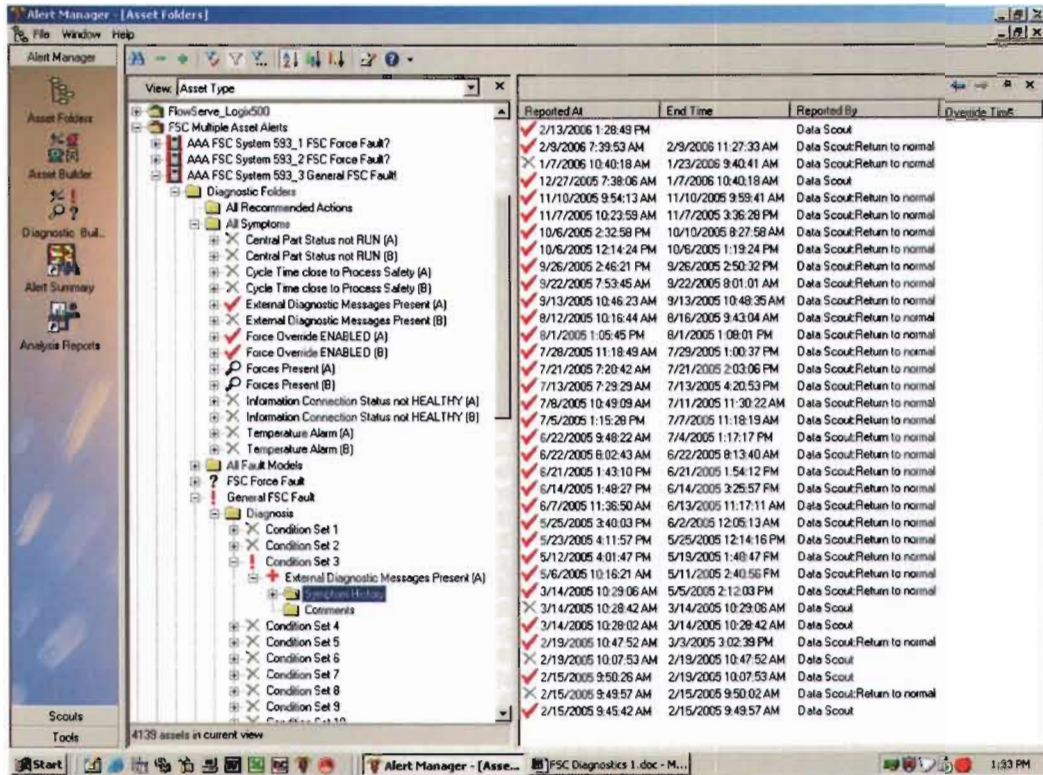 Alert Manager - [Asset Folders]
File Window Help
Alert Manager
Asset Folders
Asset Builder
Diagnostic Buil...
Alert Summary
Analysis Reports
Scouts
Tools
View: Asset Type
FlowServe_Logix500
FSC Multiple Asset Alerts
AAA FSC System 593_1 FSC Force Fault?
AAA FSC System 593_2 FSC Force Fault?
AAA FSC System 593_3 General FSC Fault!
Diagnostic Folders
All Recommended Actions
All Symptoms
Central Part Status not RUN (A)
Central Part Status not RUN (B)
Cycle Time close to Process Safety (A)
Cycle Time close to Process Safety (B)
External Diagnostic Messages Present (A)
External Diagnostic Messages Present (B)
Force Override ENABLED (A)
Force Override ENABLED (B)
Forces Present (A)
Forces Present (B)
Information Connection Status not HEALTHY (A)
Information Connection Status not HEALTHY (B)
Temperature Alarm (A)
Temperature Alarm (B)
All Fault Models
? FSC Force Fault
! General FSC Fault
Diagnosis
Condition Set 1
Condition Set 2
! Condition Set 3
External Diagnostic Messages Present (A)
Symptom History
Comments
Condition Set 4
Condition Set 5
Condition Set 6
Condition Set 7
Condition Set 8
Condition Set 9
Condition Set 10
4139 assets in current view
Reported At End Time Reported By Override Time
2/13/2006 1:28:49 PM Data Scout
2/9/2006 7:39:53 AM 2/9/2006 11:27:33 AM Data Scout:Return to normal
1/7/2006 10:40:18 AM 1/23/2006 9:40:41 AM Data Scout:Return to normal
12/27/2005 7:38:06 AM 1/7/2006 10:40:18 AM Data Scout
11/10/2005 9:54:13 AM 11/10/2005 9:59:41 AM Data Scout:Return to normal
11/7/2005 10:23:59 AM 11/7/2005 3:36:28 PM Data Scout:Return to normal
10/6/2005 2:32:58 PM 10/10/2005 8:27:58 AM Data Scout:Return to normal
10/6/2005 12:14:24 PM 10/6/2005 1:19:24 PM Data Scout:Return to normal
9/26/2005 2:46:21 PM 9/26/2005 2:50:32 PM Data Scout:Return to normal
9/22/2005 7:53:45 AM 9/22/2005 8:01:01 AM Data Scout:Return to normal
9/13/2005 10:46:23 AM 9/13/2005 10:48:35 AM Data Scout:Return to normal
8/12/2005 10:16:44 AM 8/16/2005 9:43:04 AM Data Scout:Return to normal
8/1/2005 1:05:45 PM 8/1/2005 1:08:01 PM Data Scout:Return to normal
7/28/2005 11:18:49 AM 7/29/2005 1:00:37 PM Data Scout:Return to normal
7/21/2005 7:20:42 AM 7/21/2005 2:03:06 PM Data Scout:Return to normal
7/13/2005 7:29:29 AM 7/13/2005 4:20:53 PM Data Scout:Return to normal
7/8/2005 10:49:09 AM 7/11/2005 11:30:22 AM Data Scout:Return to normal
7/5/2005 1:15:28 PM 7/7/2005 11:18:19 AM Data Scout:Return to normal
6/22/2005 9:48:22 AM 7/4/2005 1:17:17 PM Data Scout:Return to normal
6/22/2005 8:02:43 AM 6/22/2005 8:13:40 AM Data Scout:Return to normal
6/21/2005 1:43:10 PM 6/21/2005 1:54:12 PM Data Scout:Return to normal
6/14/2005 1:48:27 PM 6/14/2005 3:25:57 PM Data Scout:Return to normal
6/7/2005 11:36:50 AM 6/13/2005 11:17:11 AM Data Scout:Return to normal
5/25/2005 3:40:03 PM 6/2/2005 12:05:13 AM Data Scout:Return to normal
5/23/2005 4:11:57 PM 5/25/2005 12:14:16 PM Data Scout:Return to normal
5/12/2005 4:01:47 PM 5/19/2005 1:48:47 PM Data Scout:Return to normal
5/6/2005 10:16:21 AM 5/11/2005 2:40:56 PM Data Scout:Return to normal
3/14/2005 10:29:06 AM 5/5/2005 2:12:03 PM Data Scout:Return to normal
3/14/2005 10:28:42 AM 3/14/2005 10:29:06 AM Data Scout
3/14/2005 10:28:02 AM 3/14/2005 10:28:42 AM Data Scout
2/19/2005 10:47:52 AM 3/3/2005 3:02:39 PM Data Scout:Return to normal
2/19/2005 10:07:53 AM 2/19/2005 10:47:52 AM Data Scout
2/15/2005 9:50:26 AM 2/19/2005 10:07:53 AM Data Scout
2/15/2005 9:49:57 AM 2/15/2005 9:50:02 AM Data Scout:Return to normal
2/15/2005 9:45:42 AM 2/15/2005 9:49:57 AM Data Scout
Start
Alert Manager - [Asse...
FSC Diagnostics 1.doc - M...
1:33 PM